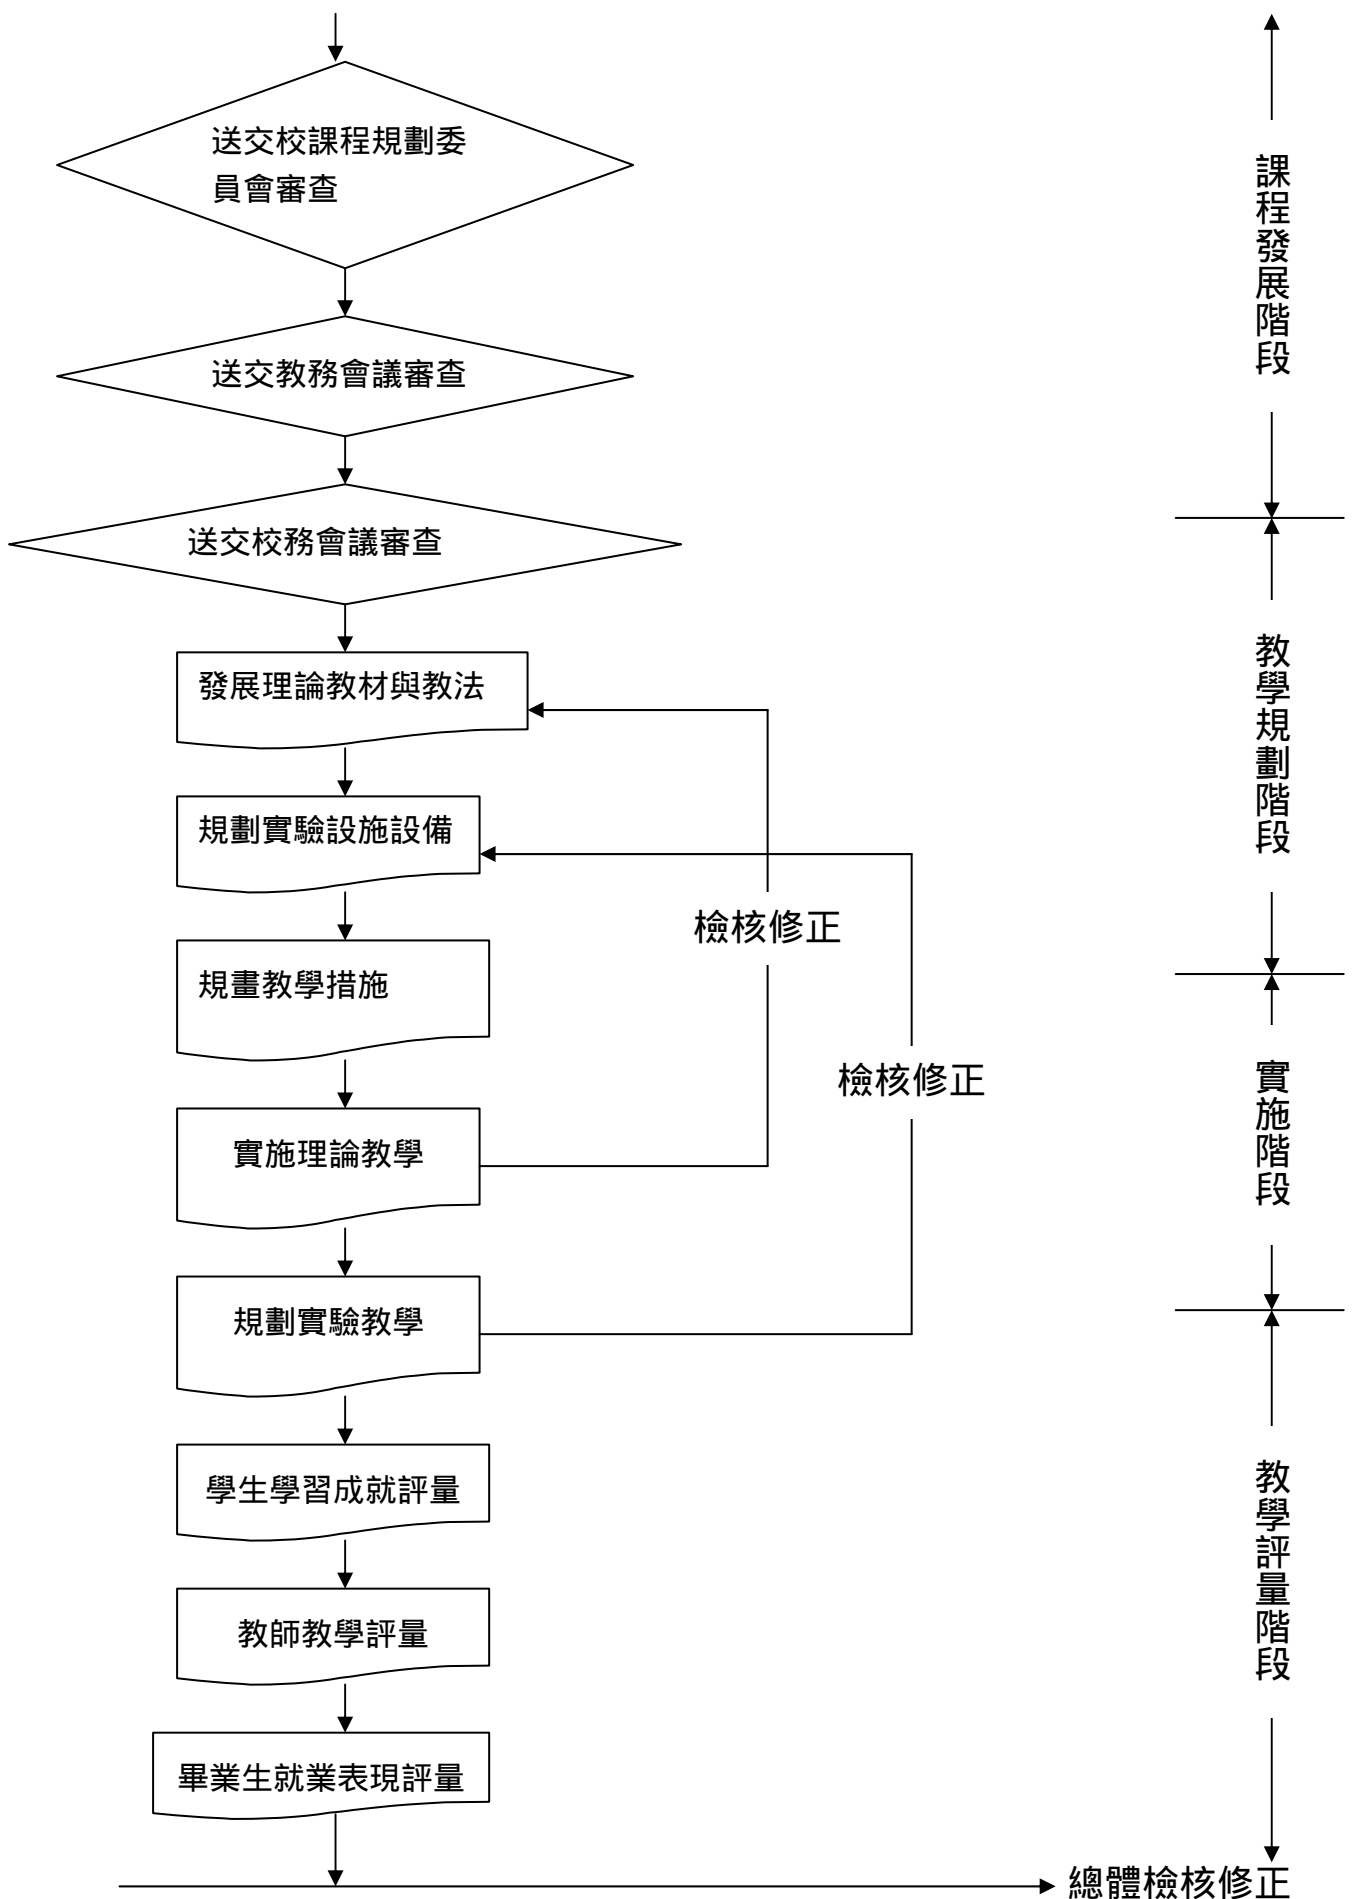 送交校課程規劃委
員會審查
送交教務會議審查
送交校務會議審查
發展理論教材與教法
規劃實驗設施設備
檢核修正
規畫教學措施
檢核修正
實施理論教學
規劃實驗教學
學生學習成就評量
教師教學評量
畢業生就業表現評量
總體檢核修正
課程發展階段
教學規劃階段
實施階段
教學評量階段